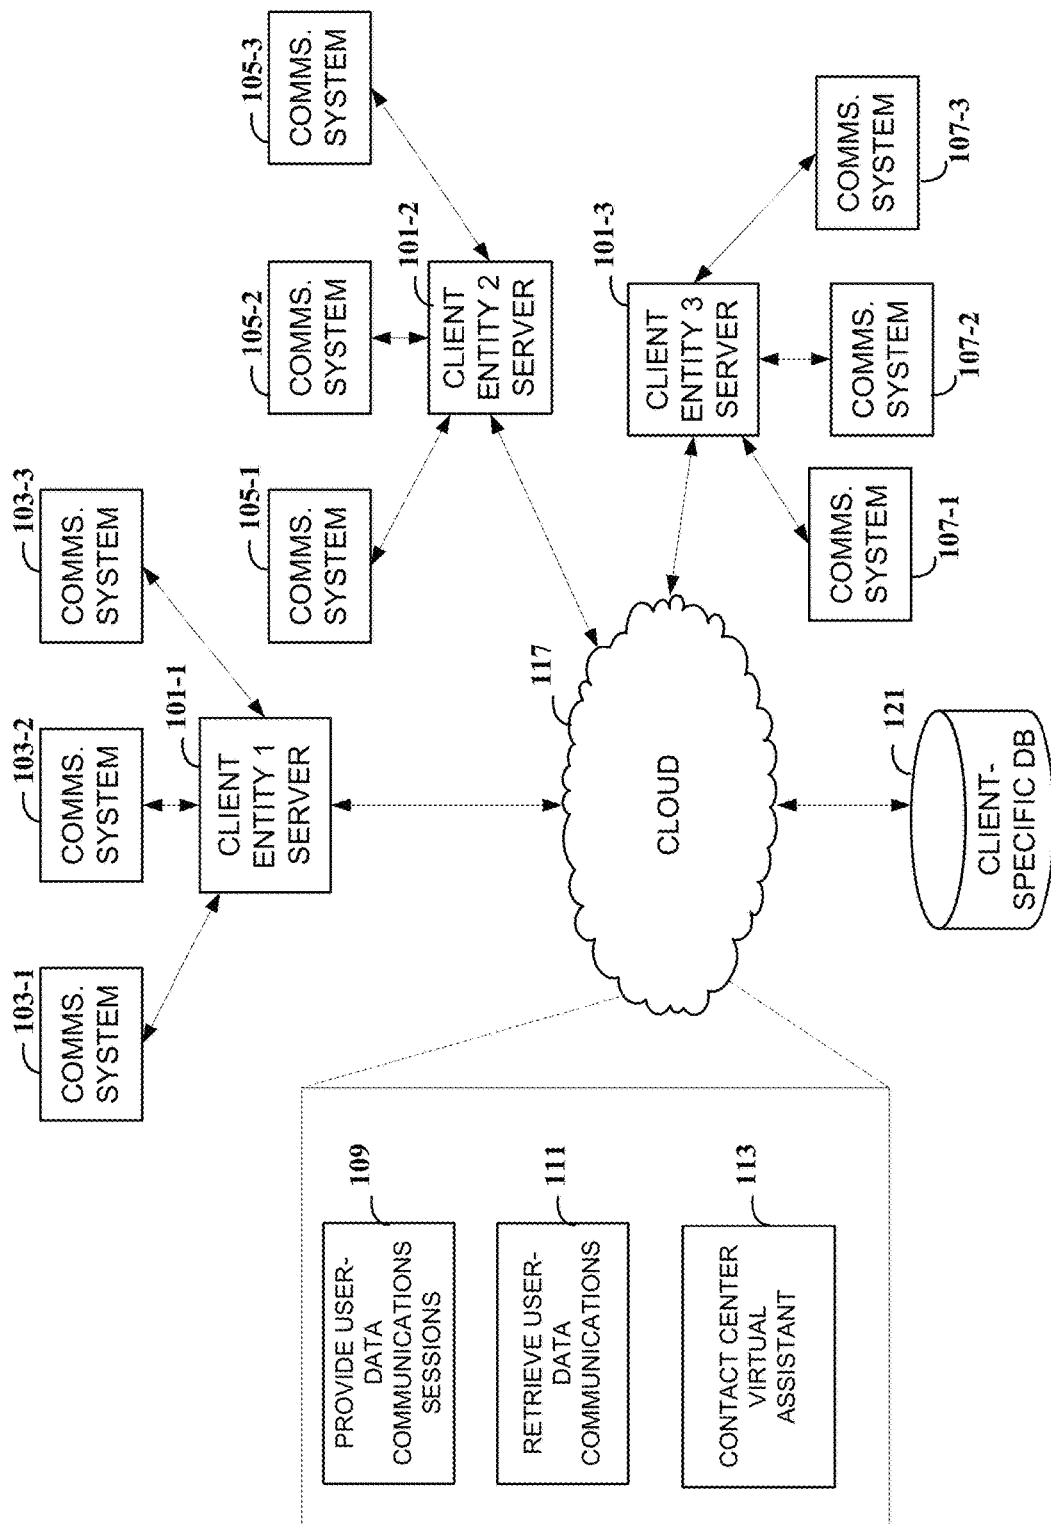 103-1
COMMS.
SYSTEM
103-2
COMMS.
SYSTEM
103-3
COMMS.
SYSTEM
101-1
CLIENT
ENTITY 1
SERVER
105-1
COMMS.
SYSTEM
105-2
COMMS.
SYSTEM
105-3
COMMS.
SYSTEM
101-2
CLIENT
ENTITY 2
SERVER
109
PROVIDE USER-
DATA
COMMUNICATIONS
SESSIONS
111
RETRIEVE USER-
DATA
COMMUNICATIONS
113
CONTACT CENTER
VIRTUAL
ASSISTANT
117
CLOUD
101-3
CLIENT
ENTITY 3
SERVER
COMMS.
SYSTEM
107-1
COMMS.
SYSTEM
107-2
COMMS.
SYSTEM
107-3
121
CLIENT-
SPECIFIC DB